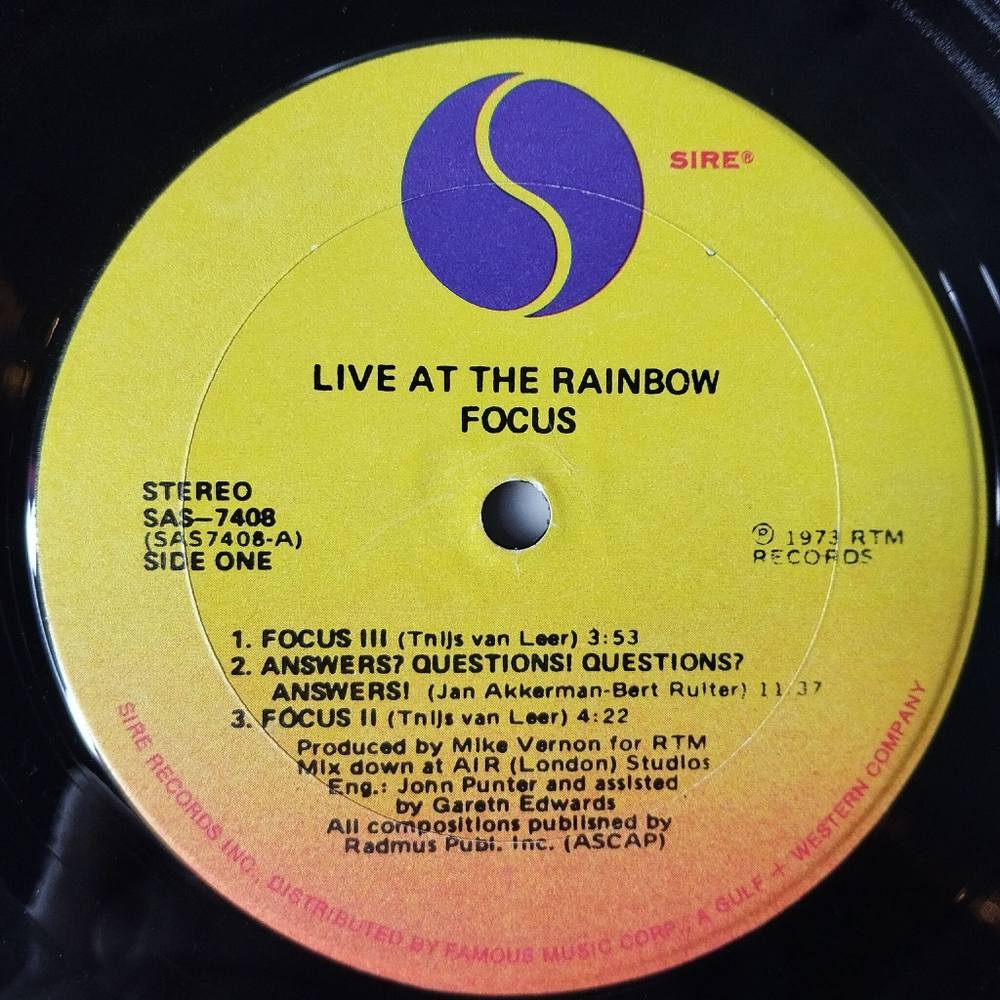 SIRE®
LIVE AT THE RAINBOW
FOCUS
STEREO
SAS—7408
(SAS7408-A)
SIDE ONE
℗ 1973 RTM
RECORDS
1. FOCUS III (Thijs van Leer) 3:53
2. ANSWERS? QUESTIONS! QUESTIONS?
ANSWERS! (Jan Akkerman-Bert Ruiter) 11:37
3. FOCUS II (Thijs van Leer) 4:22
Produced by Mike Vernon for RTM
Mix down at AIR (London) Studios
Eng.: John Punter and assisted
by Gareth Edwards
All compositions published by
Radmus Publ. Inc. (ASCAP)
SIRE RECORDS INC., DISTRIBUTED BY FAMOUS MUSIC CORP., A GULF + WESTERN COMPANY